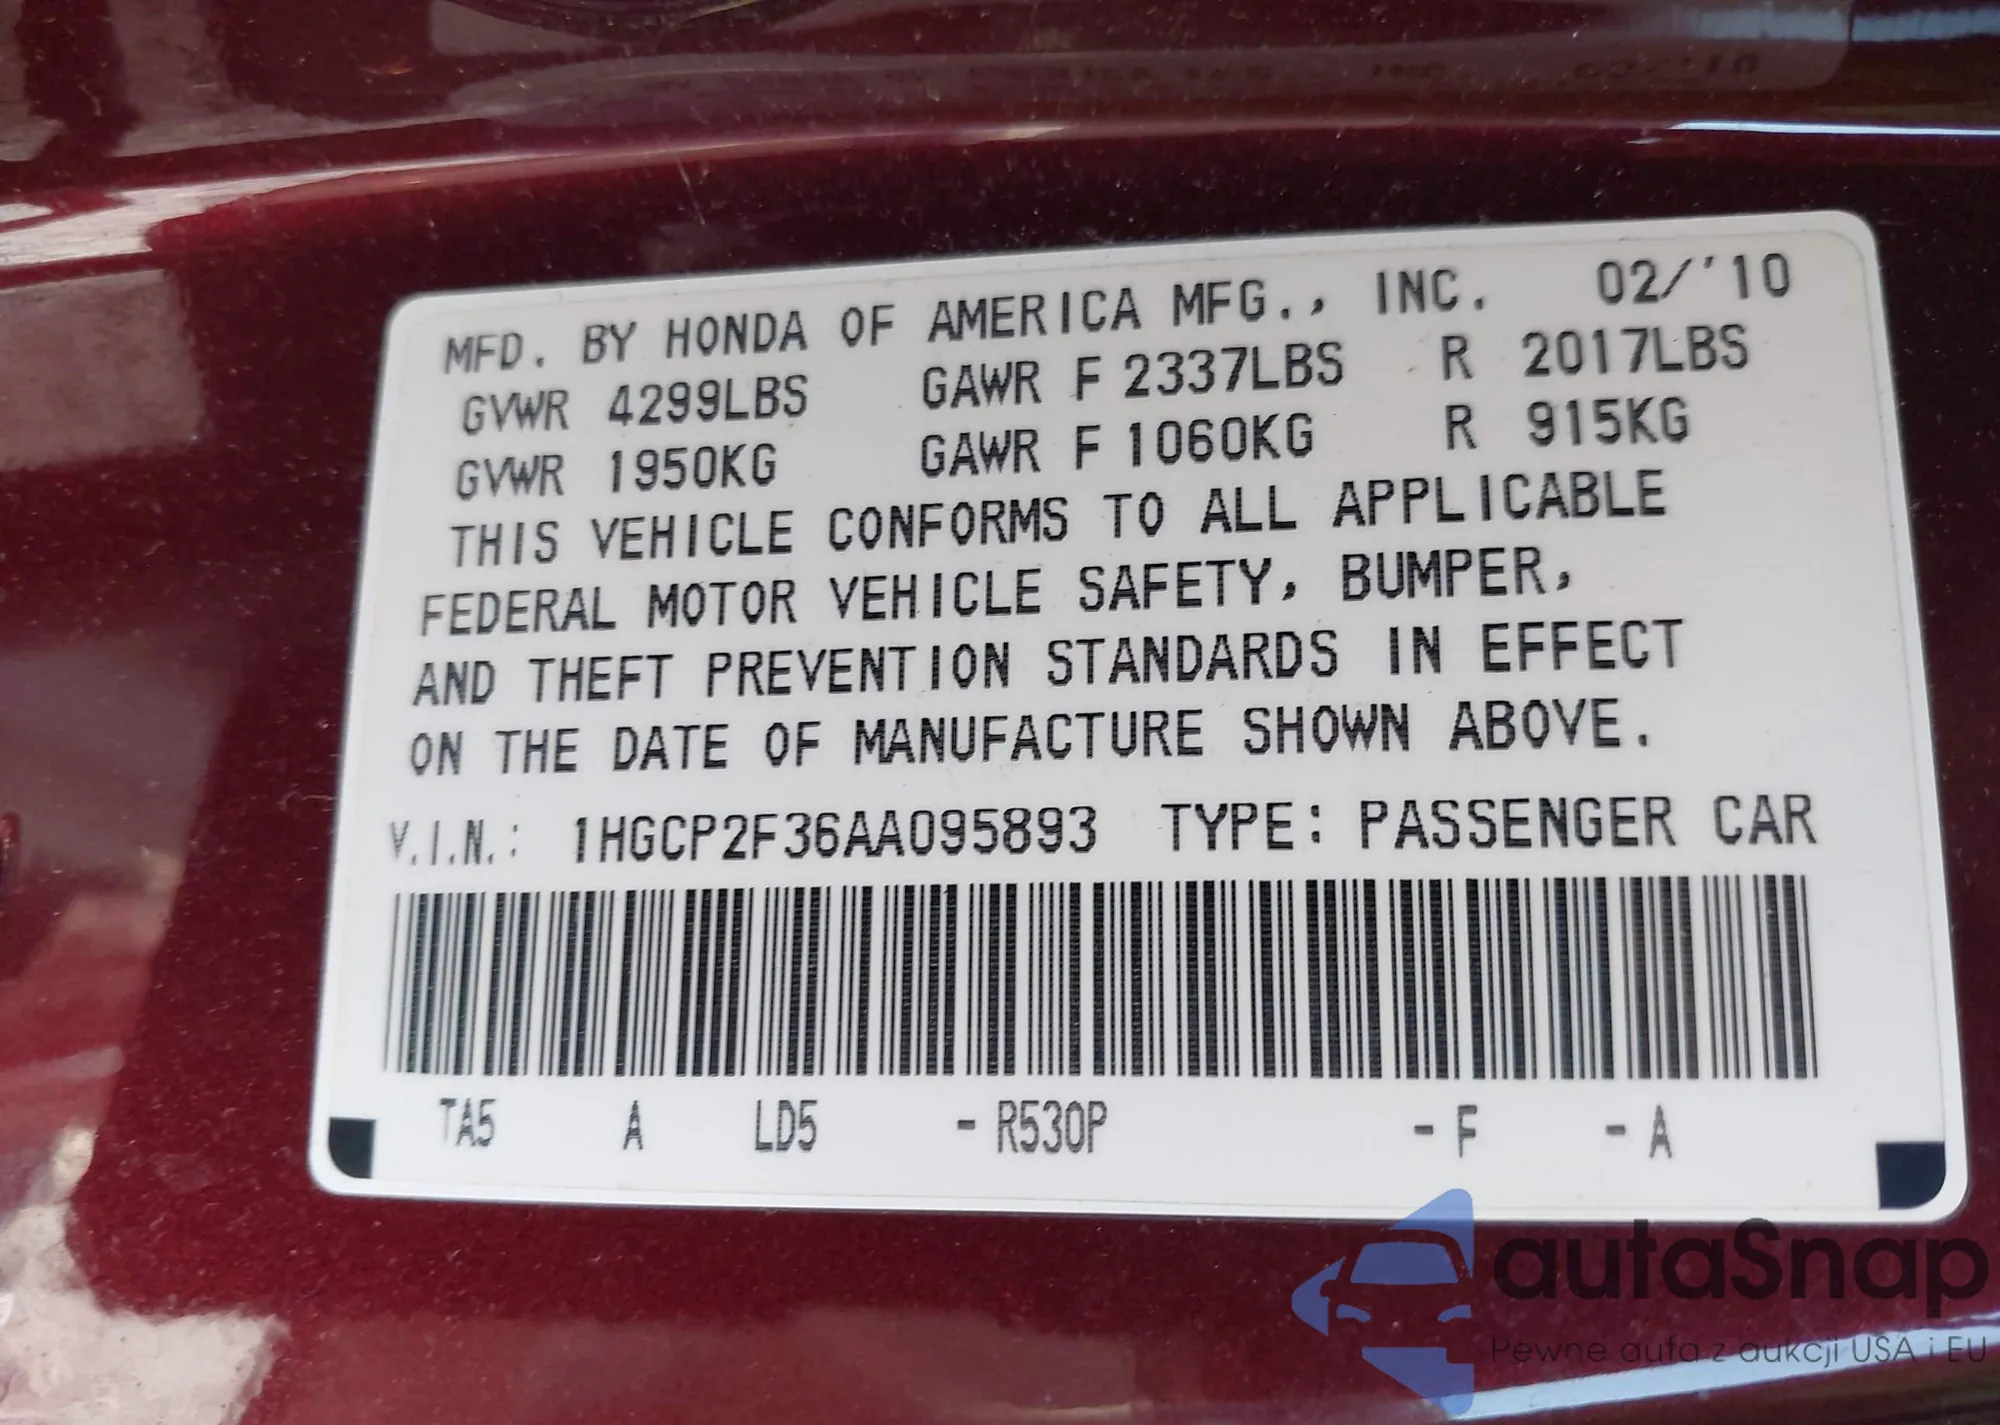 MFD. BY HONDA OF AMERICA MFG., INC. 02/'10
GVWR 4299LBS GAWR F 2337LBS R 2017LBS
GVWR 1950KG GAWR F 1060KG R 915KG
THIS VEHICLE CONFORMS TO ALL APPLICABLE
FEDERAL MOTOR VEHICLE SAFETY, BUMPER,
AND THEFT PREVENTION STANDARDS IN EFFECT
ON THE DATE OF MANUFACTURE SHOWN ABOVE.
V.I.N.: 1HGCP2F36AA095893 TYPE: PASSENGER CAR
TA5 A LD5 - R530P - F - A
autaSnap
Pewne auta z aukcji USA i EU